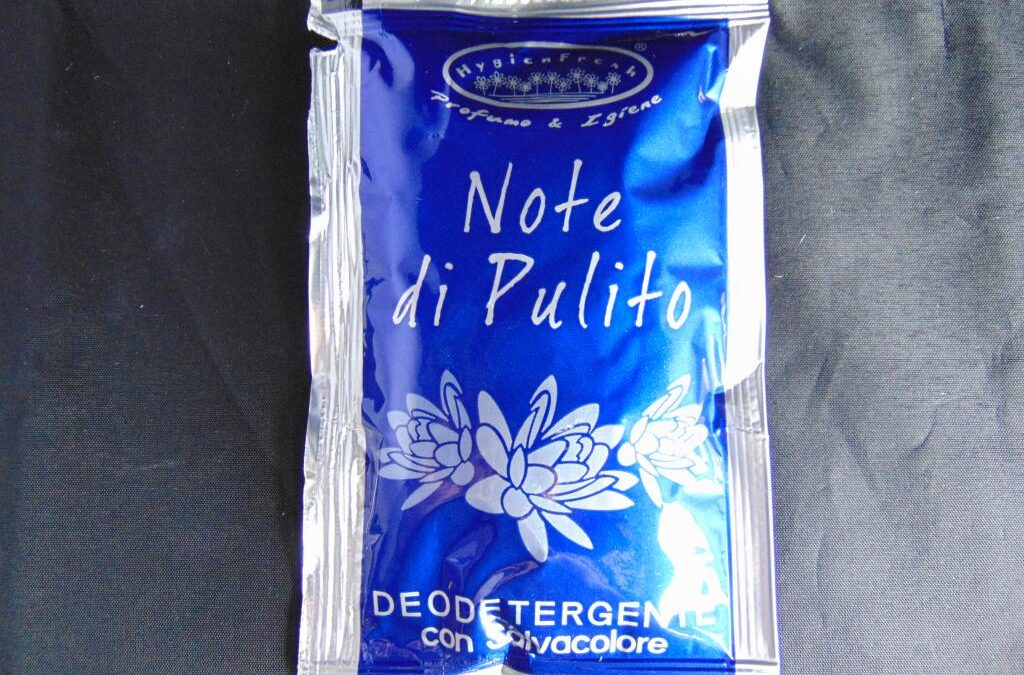 HygienFresh®
Profumo & Igiene
Note
di Pulito
DEODETERGENTE
con Salvacolore